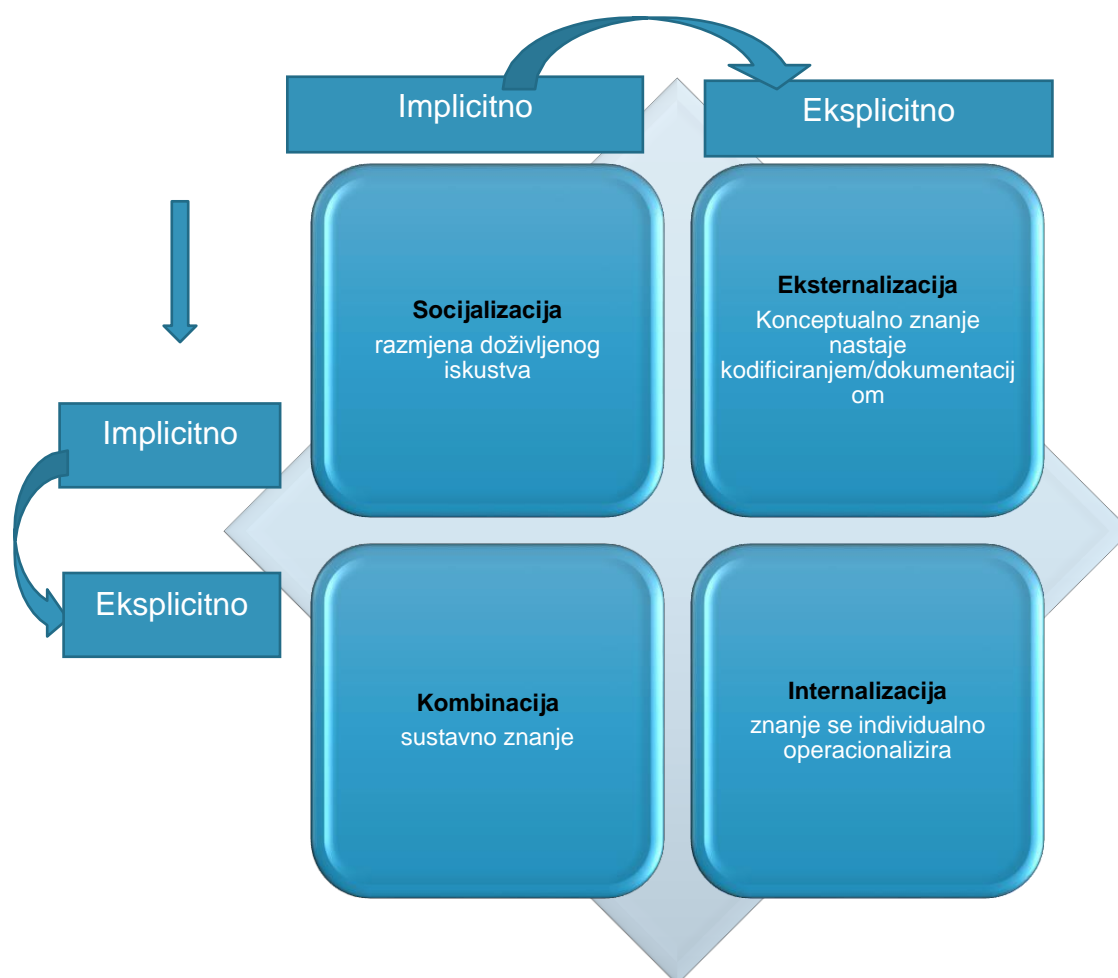 Implicitno
Eksplicitno
Socijalizacija
razmjena doživljenog
iskustva
Eksternalizacija
Konceptualno znanje
nastaje
kodificiranjem/dokumentacij
om
Implicitno
Eksplicitno
Kombinacija
sustavno znanje
Internalizacija
znanje se individualno
operacionalizira